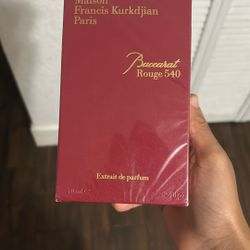 Maison
Francis Kurkdjian
Paris
Baccarat
Rouge 540
Extrait de parfum